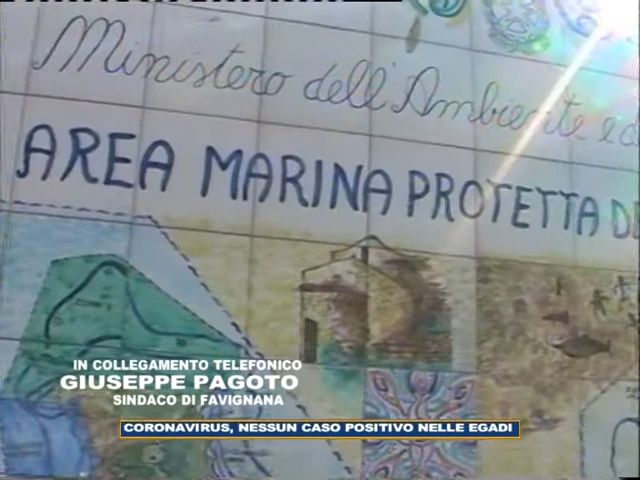 Ministero dell'Ambiente e d
AREA MARINA PROTETTA D
IN COLLEGAMENTO TELEFONICO
GIUSEPPE PAGOTO
SINDACO DI FAVIGNANA
CORONAVIRUS, NESSUN CASO POSITIVO NELLE EGADI